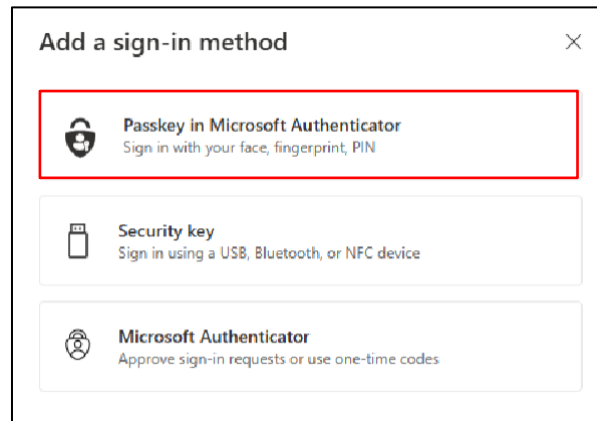 Add a sign-in method
Passkey in Microsoft Authenticator
Sign in with your face, fingerprint, PIN
Security key
Sign in using a USB, Bluetooth, or NFC device
Microsoft Authenticator
Approve sign-in requests or use one-time codes